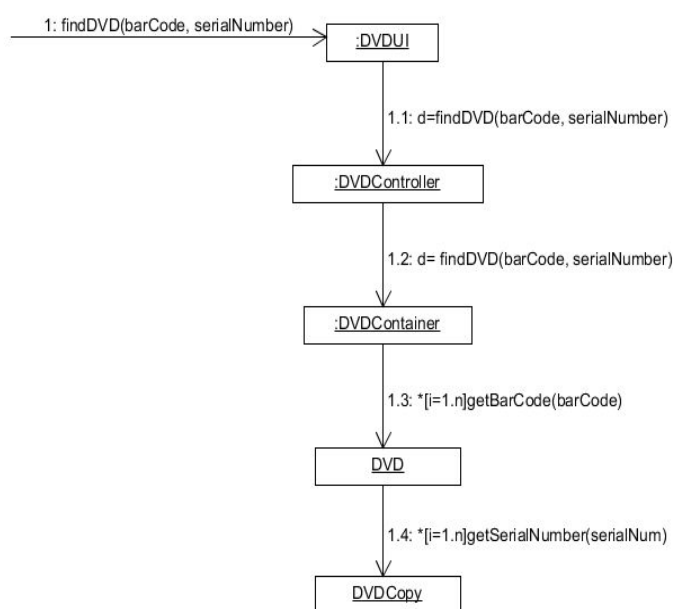 1: findDVD(barCode, serialNumber)
:DVDUI
1.1: d=findDVD(barCode, serialNumber)
:DVDController
1.2: d= findDVD(barCode, serialNumber)
:DVDContainer
1.3: *[i=1.n]getBarCode(barCode)
DVD
1.4: *[i=1.n]getSerialNumber(serialNum)
DVDCopy